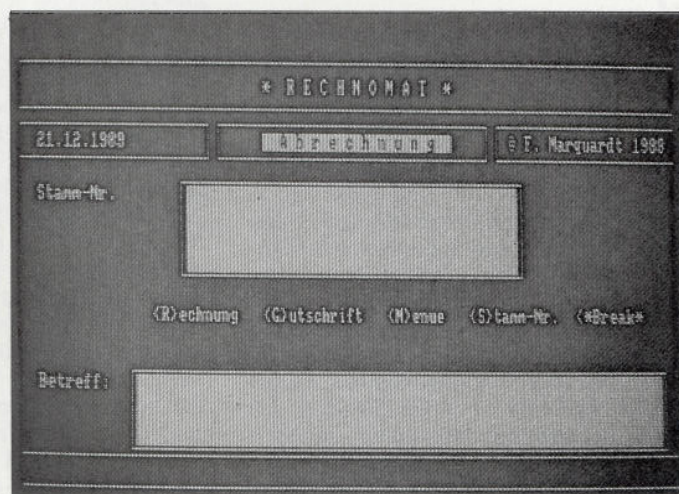 * RECHNOMAT *
21.12.1989 Abrechnung @ F. Marquardt 1988
Stamm-Nr.
<R>echnung <G>utschrift <M>enue <S>tamm-Nr. <*Break*
Betreff: